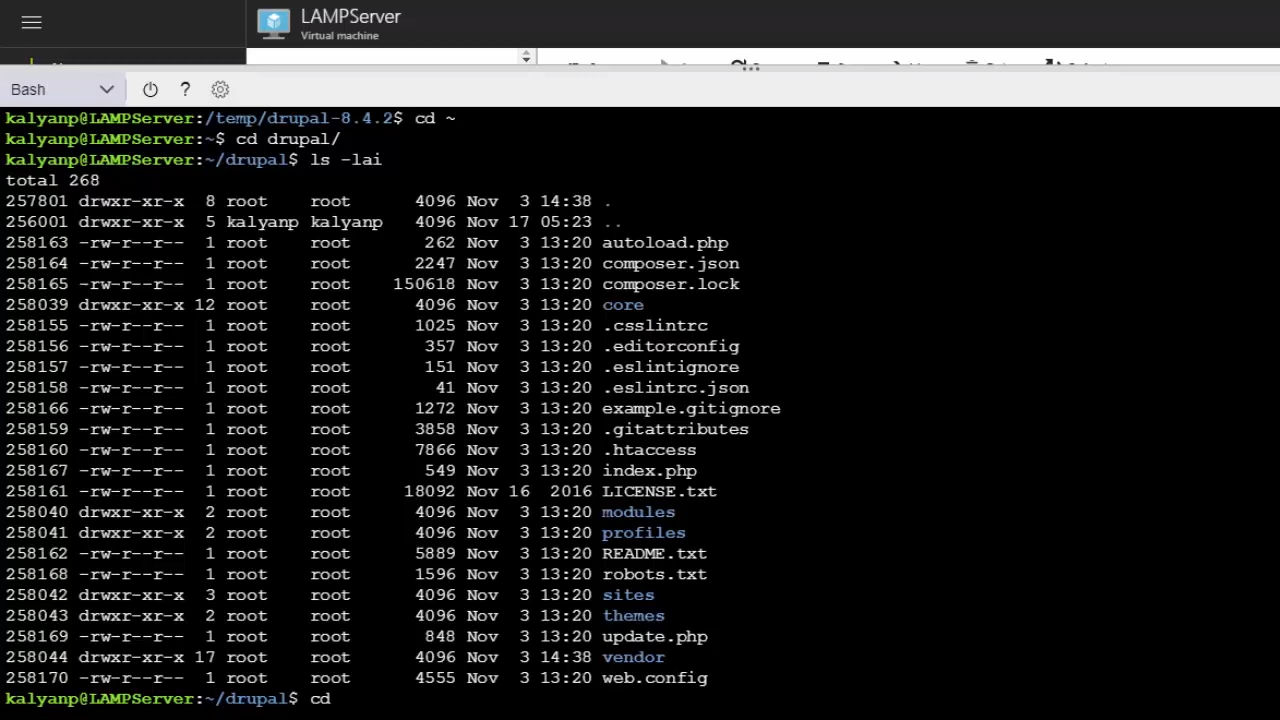 LAMPServer
Virtual machine
Bash
?
kalyanp@LAMPServer:/temp/drupal-8.4.2$ cd ~
kalyanp@LAMPServer:~$ cd drupal/
kalyanp@LAMPServer:~/drupal$ ls -lai
total 268
257801 drwxr-xr-x  8 root    root      4096 Nov  3 14:38 .
256001 drwxr-xr-x  5 kalyanp kalyanp   4096 Nov 17 05:23 ..
258163 -rw-r--r--  1 root    root       262 Nov  3 13:20 autoload.php
258164 -rw-r--r--  1 root    root      2247 Nov  3 13:20 composer.json
258165 -rw-r--r--  1 root    root    150618 Nov  3 13:20 composer.lock
258039 drwxr-xr-x 12 root    root      4096 Nov  3 13:20 core
258155 -rw-r--r--  1 root    root      1025 Nov  3 13:20 .csslintrc
258156 -rw-r--r--  1 root    root       357 Nov  3 13:20 .editorconfig
258157 -rw-r--r--  1 root    root       151 Nov  3 13:20 .eslintignore
258158 -rw-r--r--  1 root    root        41 Nov  3 13:20 .eslintrc.json
258166 -rw-r--r--  1 root    root      1272 Nov  3 13:20 example.gitignore
258159 -rw-r--r--  1 root    root      3858 Nov  3 13:20 .gitattributes
258160 -rw-r--r--  1 root    root      7866 Nov  3 13:20 .htaccess
258167 -rw-r--r--  1 root    root       549 Nov  3 13:20 index.php
258161 -rw-r--r--  1 root    root     18092 Nov 16  2016 LICENSE.txt
258040 drwxr-xr-x  2 root    root      4096 Nov  3 13:20 modules
258041 drwxr-xr-x  2 root    root      4096 Nov  3 13:20 profiles
258162 -rw-r--r--  1 root    root      5889 Nov  3 13:20 README.txt
258168 -rw-r--r--  1 root    root      1596 Nov  3 13:20 robots.txt
258042 drwxr-xr-x  3 root    root      4096 Nov  3 13:20 sites
258043 drwxr-xr-x  2 root    root      4096 Nov  3 13:20 themes
258169 -rw-r--r--  1 root    root       848 Nov  3 13:20 update.php
258044 drwxr-xr-x 17 root    root      4096 Nov  3 14:38 vendor
258170 -rw-r--r--  1 root    root      4555 Nov  3 13:20 web.config
kalyanp@LAMPServer:~/drupal$ cd